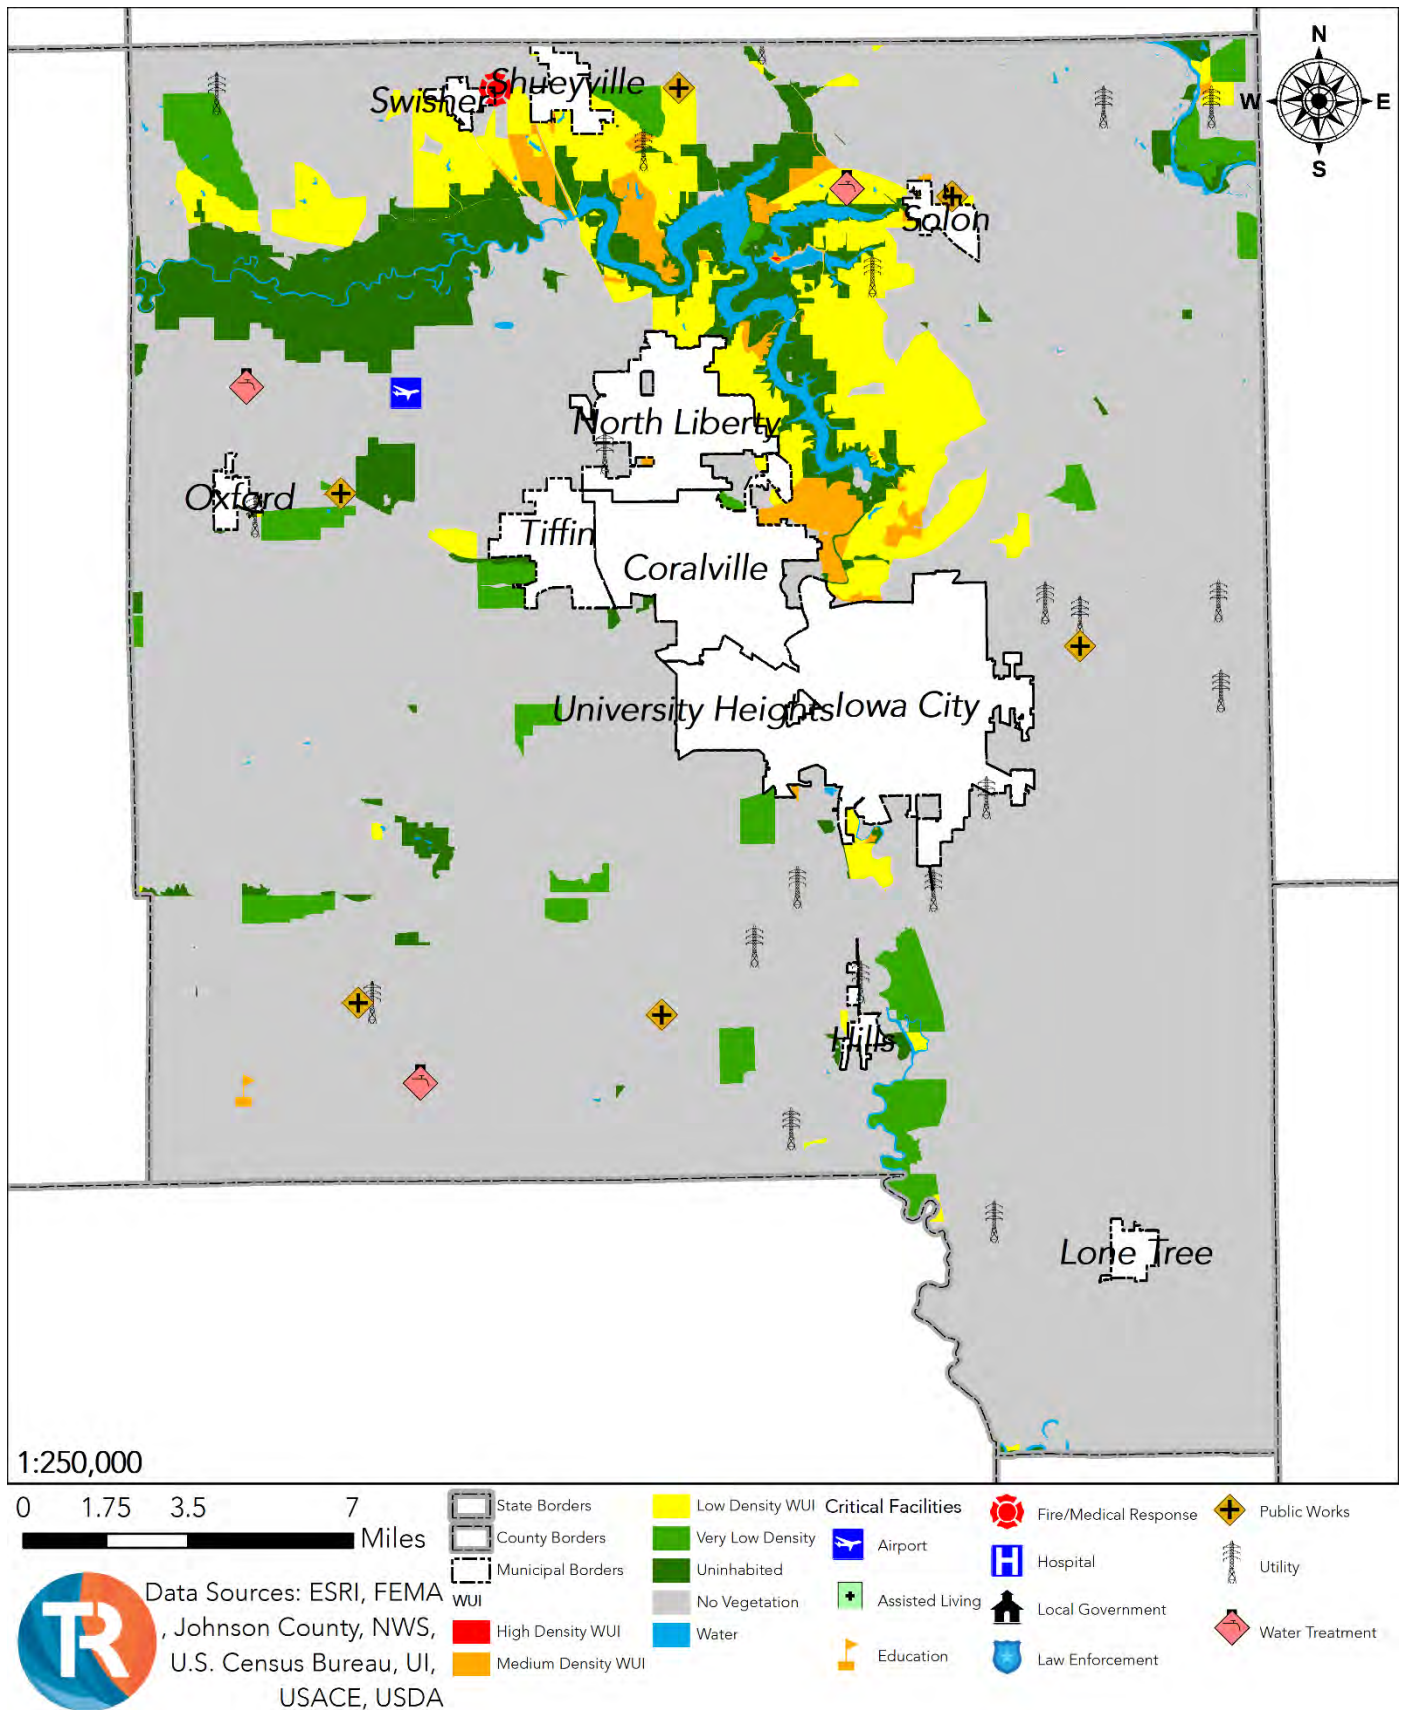 N
W
E
S
Shueyville
Swisher
Solon
North Liberty
Oxford
Tiffin
Coralville
University Heights
Iowa City
Hills
Lone Tree
1:250,000
0 1.75 3.5 7
Miles
Data Sources: ESRI, FEMA
, Johnson County, NWS,
U.S. Census Bureau, UI,
USACE, USDA
TR
State Borders
County Borders
Municipal Borders
WUI
High Density WUI
Medium Density WUI
Low Density WUI
Very Low Density
Uninhabited
No Vegetation
Water
Critical Facilities
Airport
Assisted Living
Education
Fire/Medical Response
H
Hospital
Local Government
Law Enforcement
Public Works
Utility
Water Treatment